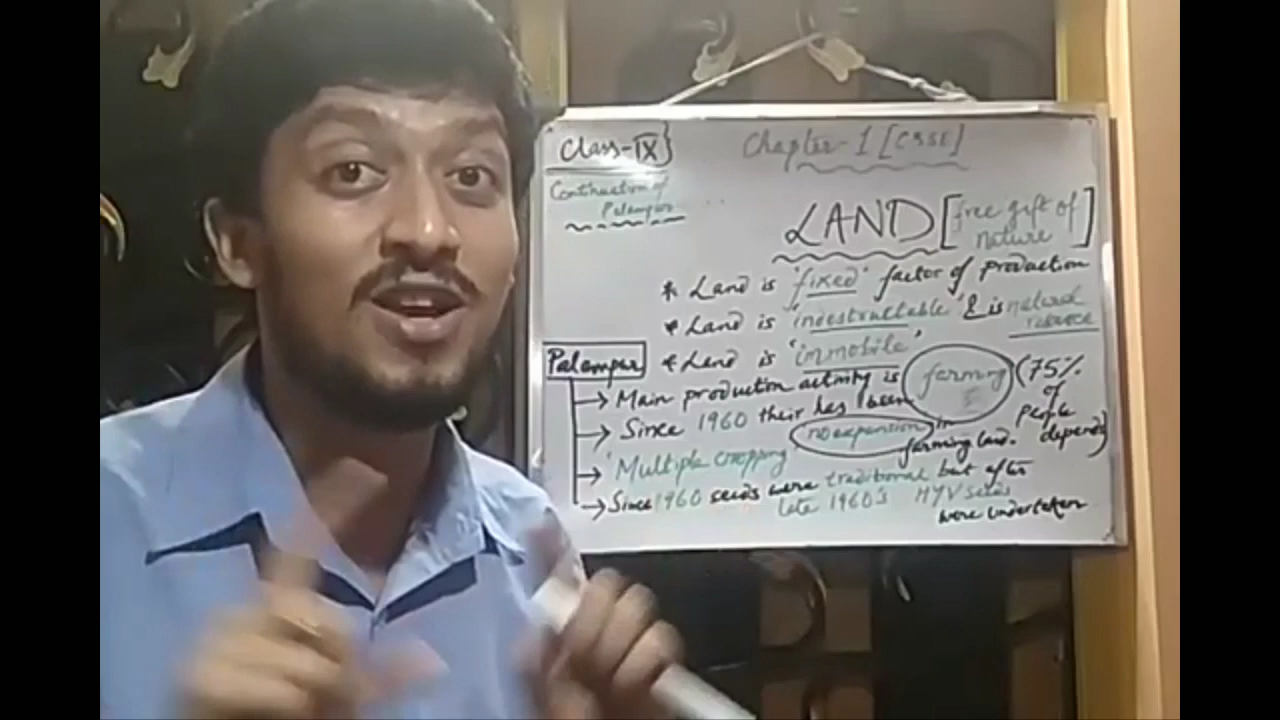 Class-IX}
Chapter-1 [CBSE]
Continuation of
Palampur
LAND [free gift of
nature]
* Land is 'fixed' factor of production
* Land is 'indestructable' & is natural
resource
* Land is 'immobile'
Palampur
→ Main production activity is farming (75% of people depends)
→ Since 1960 their has been no expansion in
farming land.
→ 'Multiple cropping'
→ Since 1960 seeds were traditional but after
late 1960's HYV seeds
were undertaken